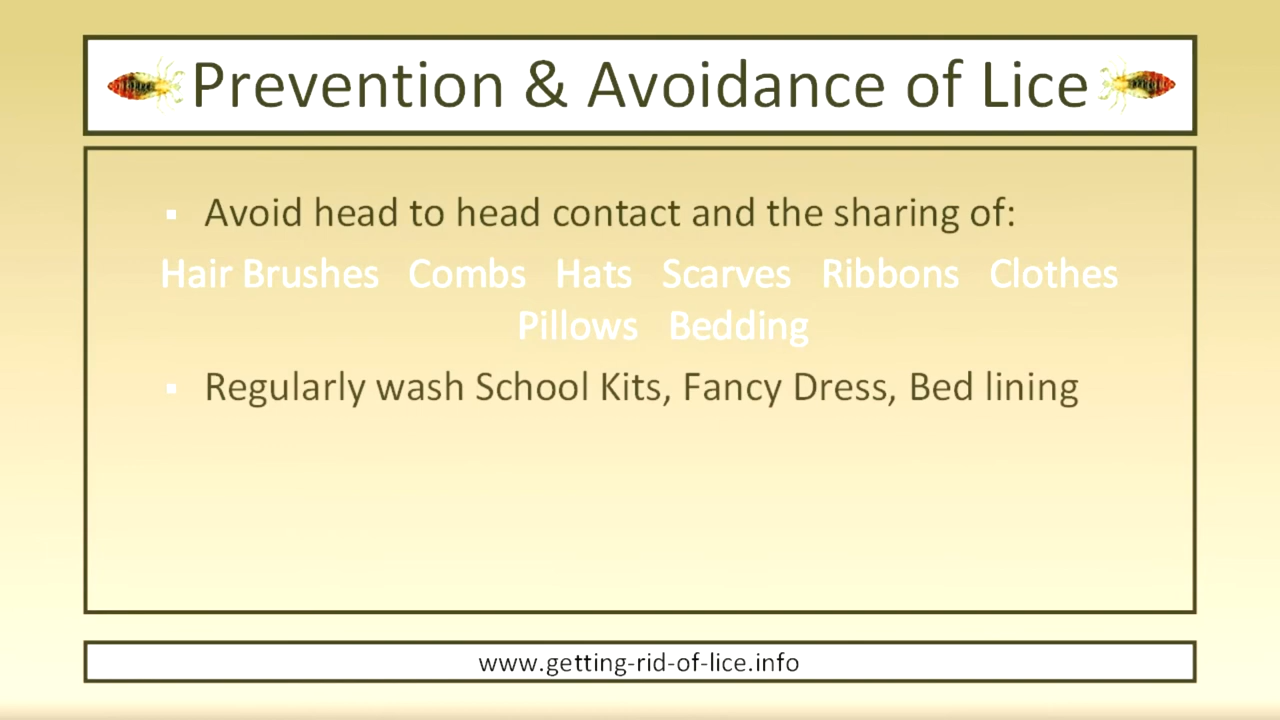 Prevention & Avoidance of Lice
▪ Avoid head to head contact and the sharing of:
Hair Brushes Combs Hats Scarves Ribbons Clothes
Pillows Bedding
▪ Regularly wash School Kits, Fancy Dress, Bed lining
www.getting-rid-of-lice.info